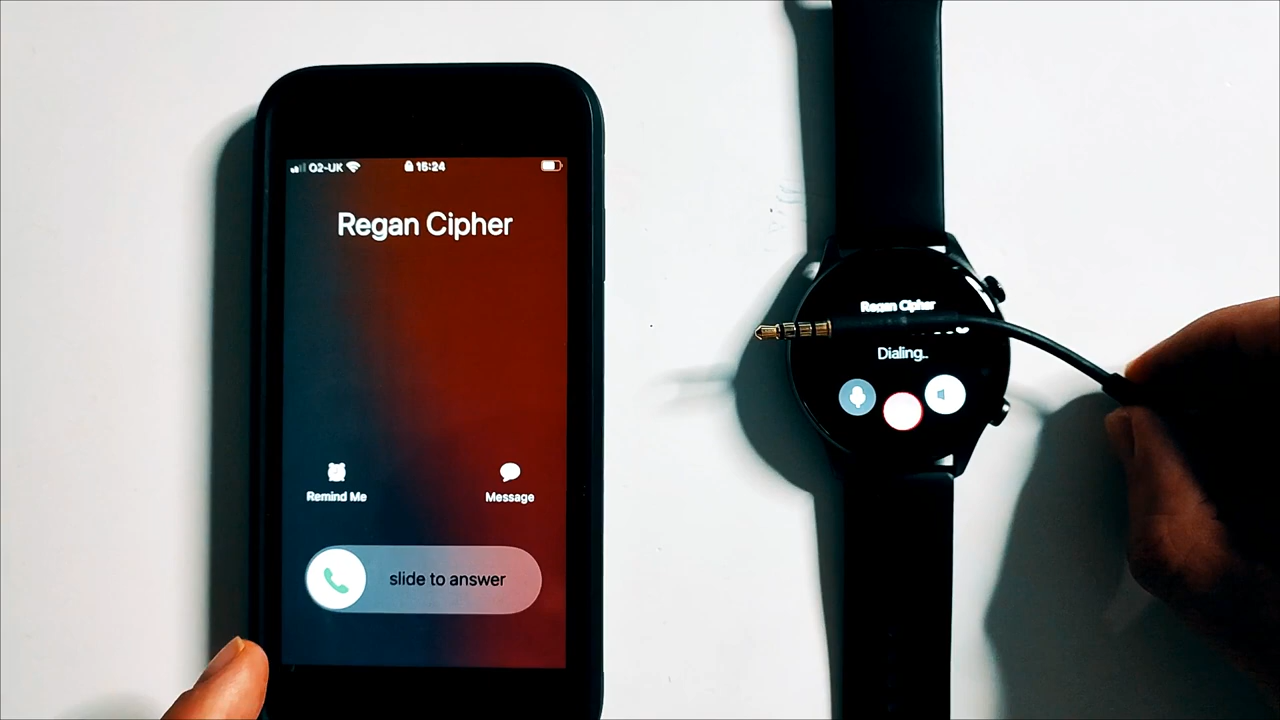 O2-UK
15:24
Regan Cipher
Remind Me
Message
slide to answer
Regan Cipher
Dialing..